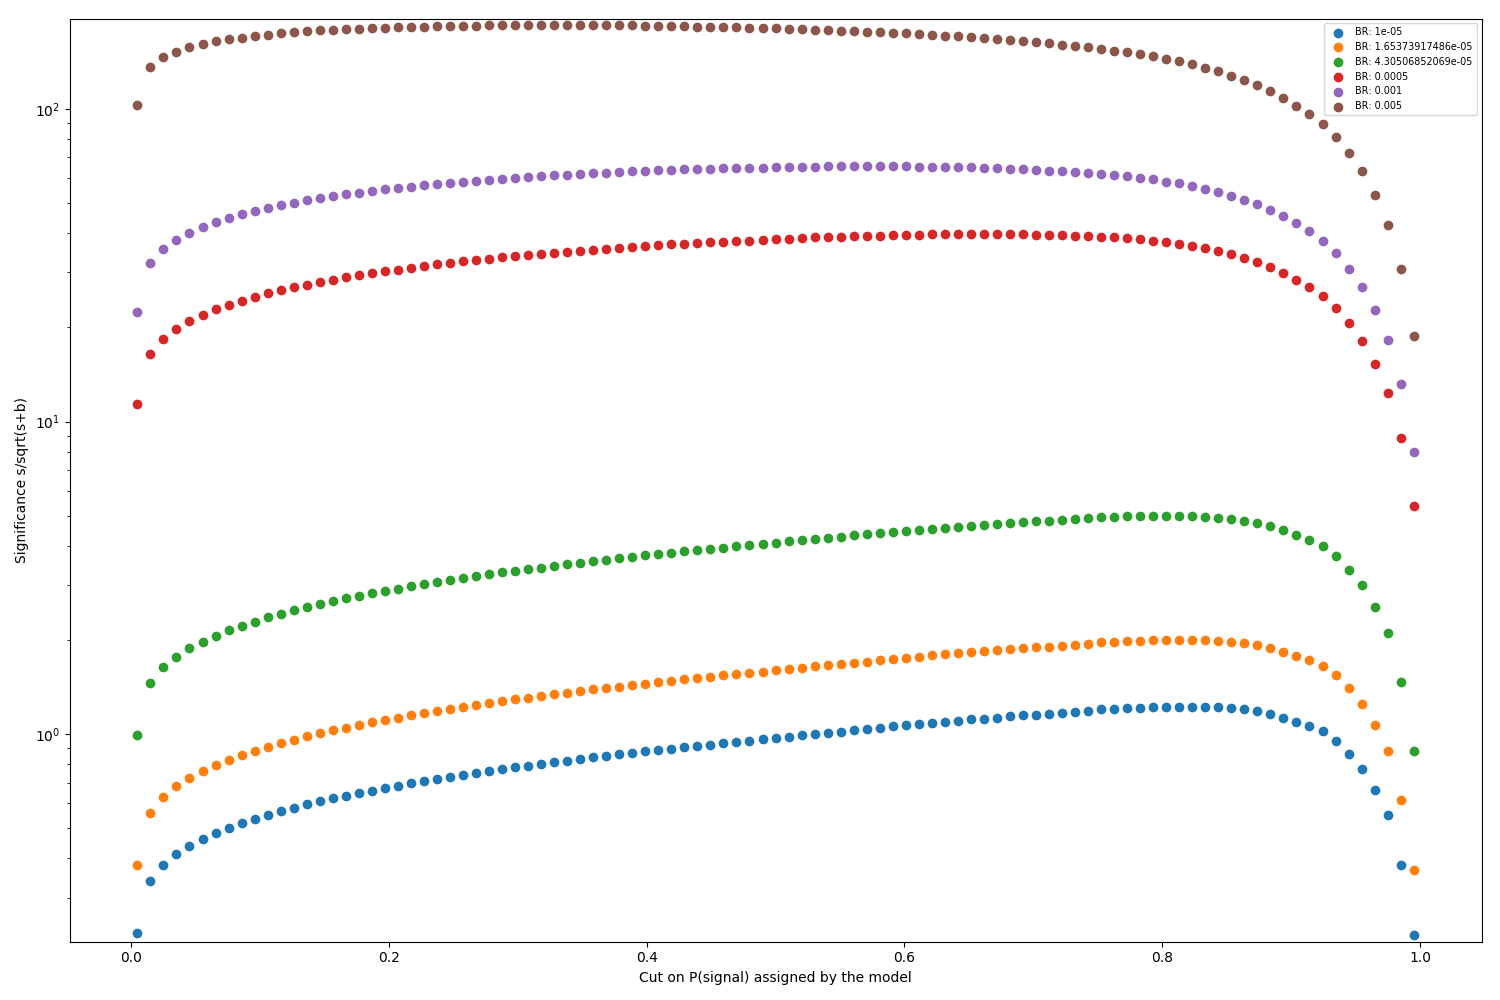 BR: 1e-05
BR: 1.65373917486e-05
BR: 4.30506852069e-05
BR: 0.0005
BR: 0.001
BR: 0.005
10²
10¹
10⁰
Significance s/sqrt(s+b)
0.0 0.2 0.4 0.6 0.8 1.0
Cut on P(signal) assigned by the model